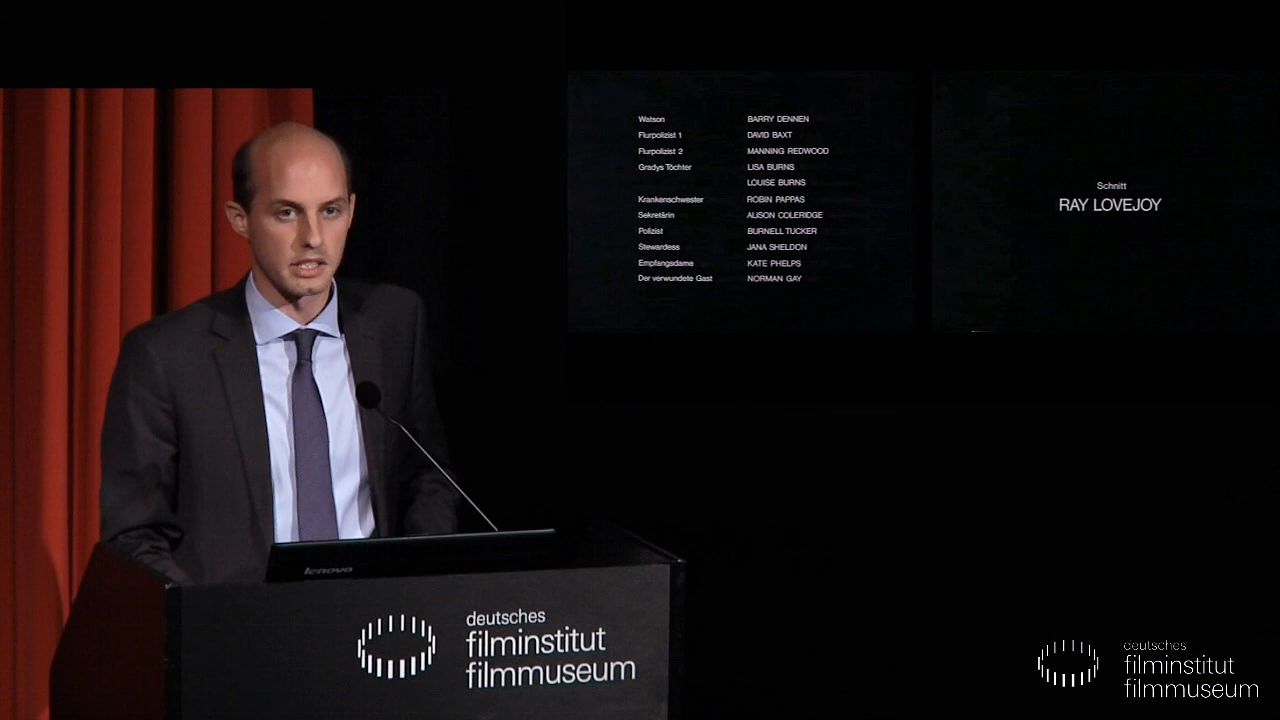 Watson BARRY DENNEN
Flurpolizist 1 DAVID BAXT
Flurpolizist 2 MANNING REDWOOD
Gradys Töchter LISA BURNS
LOUISE BURNS
Krankenschwester ROBIN PAPPAS
Sekretärin ALISON COLERIDGE
Polizist BURNELL TUCKER
Stewardess JANA SHELDON
Empfangsdame KATE PHELPS
Der verwundete Gast NORMAN GAY
Schnitt
RAY LOVEJOY
lenovo
deutsches
filminstitut
filmmuseum
deutsches
filminstitut
filmmuseum